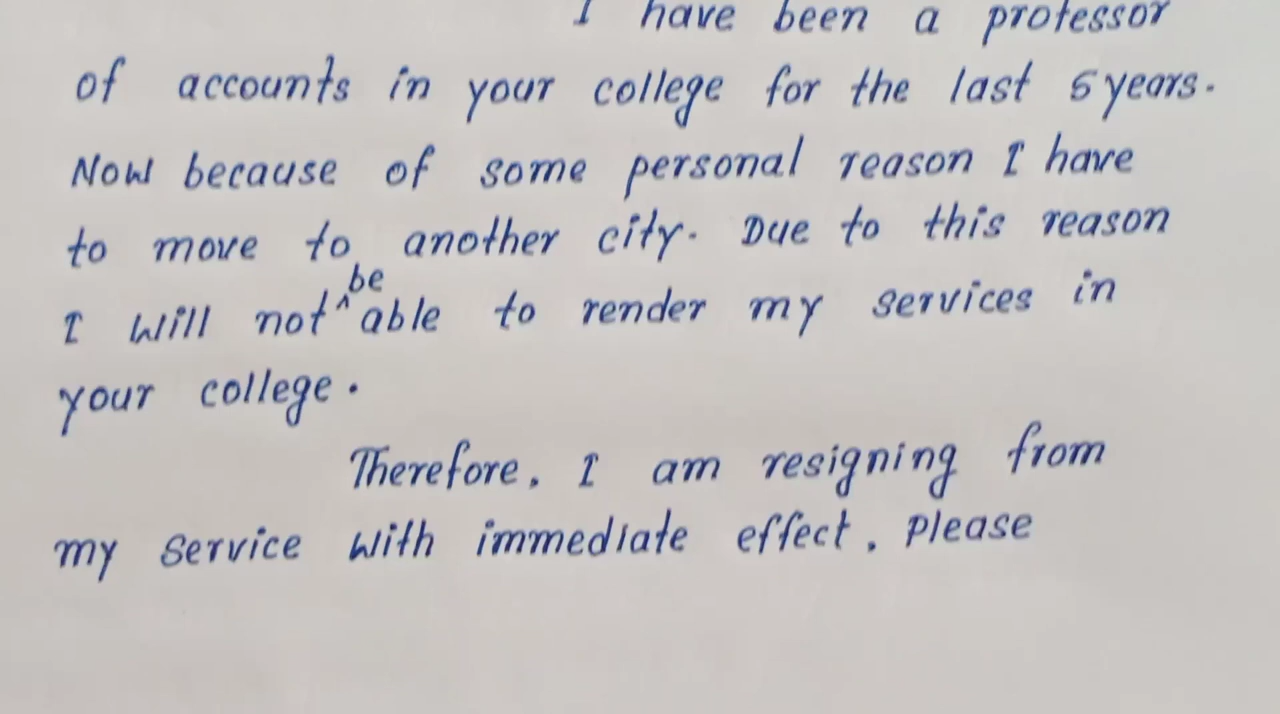 I have been a professor
of accounts in your college for the last 5 years.
Now because of some personal reason I have
to move to another city. Due to this reason
I will not ^be able to render my services in
your college.
Therefore, I am resigning from
my service with immediate effect. Please